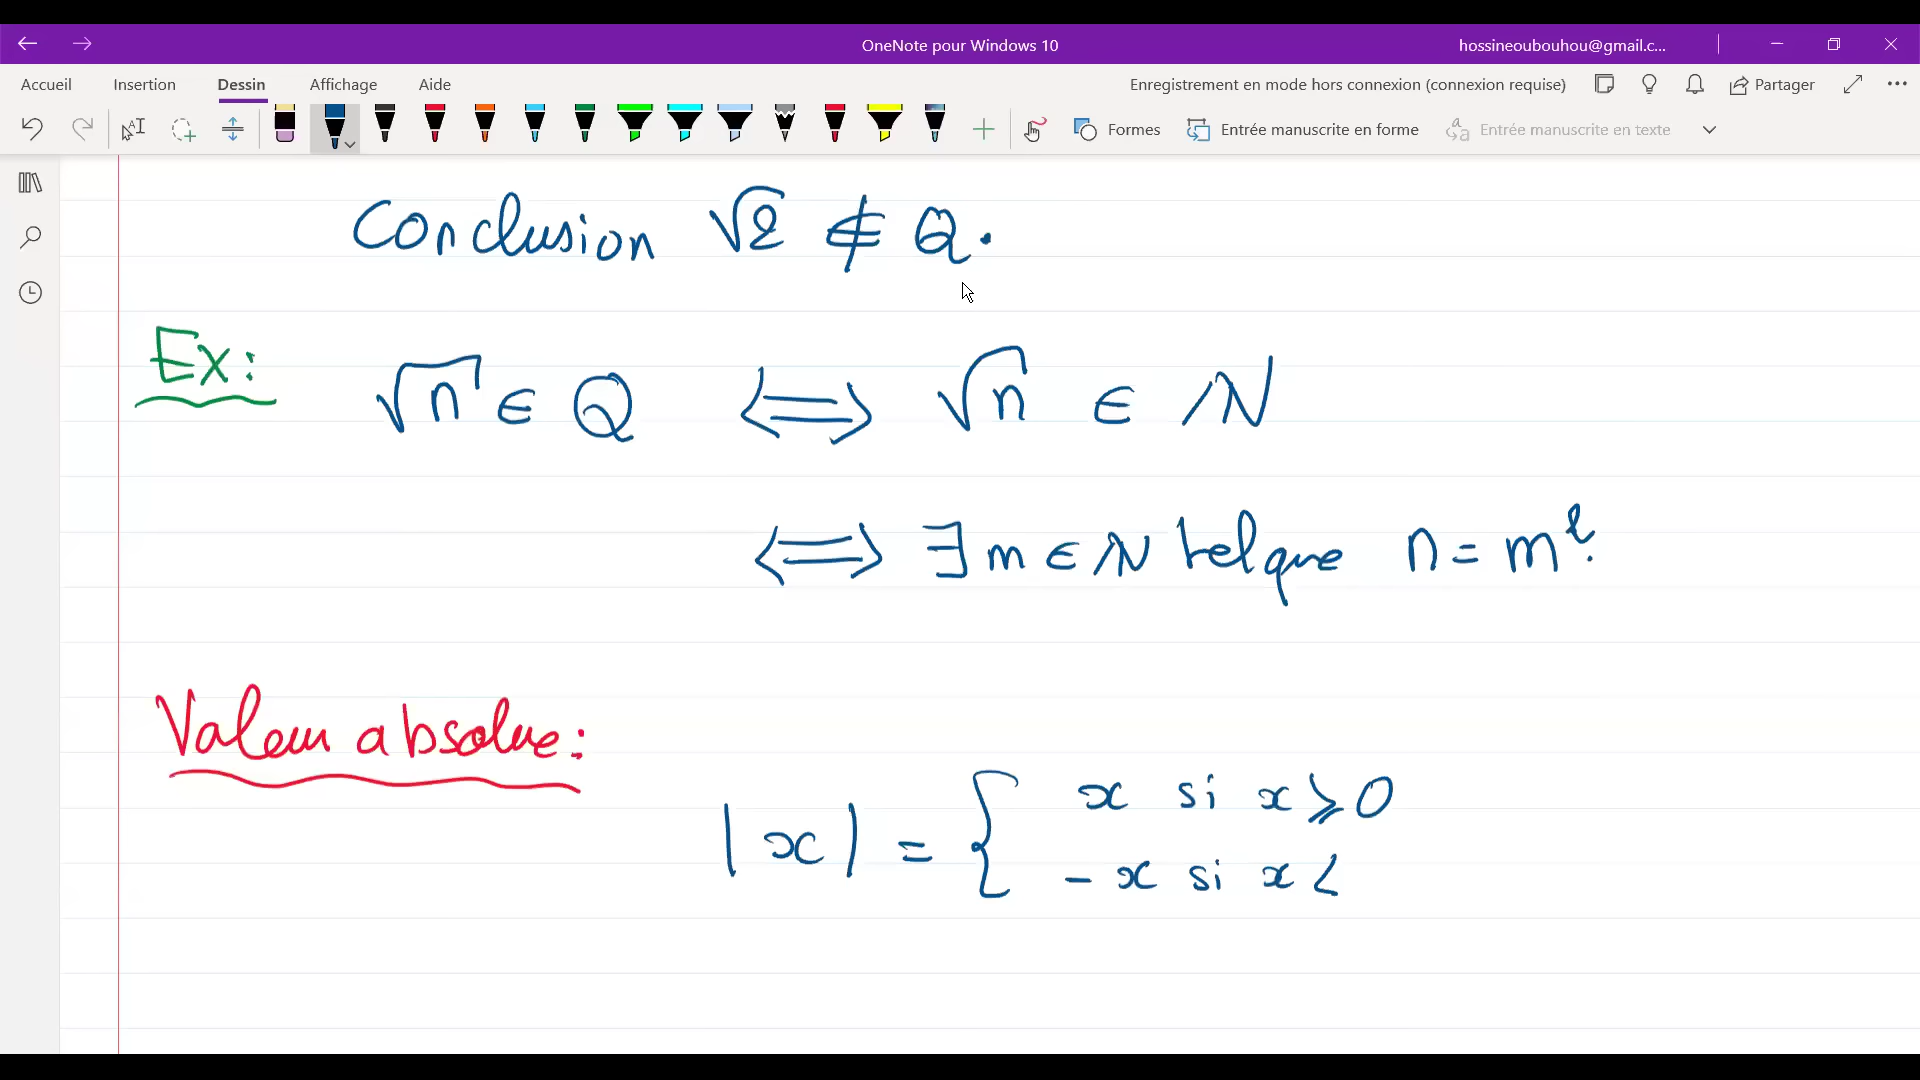 OneNote pour Windows 10
hossineoubouhou@gmail.c...
Accueil Insertion Dessin Affichage Aide
Enregistrement en mode hors connexion (connexion requise) Partager
Formes Entrée manuscrite en forme Entrée manuscrite en texte
Conclusion √2 ∉ Q.
Ex:
√n ∈ Q ⟺ √n ∈ ℕ
⟺ ∃ m ∈ ℕ tel que n = m².
Valeur absolue:
|x| = { x si x ⩾ 0
- x si x <